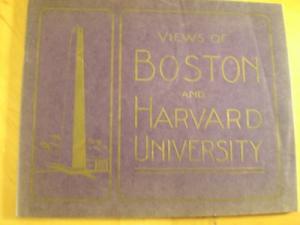 VIEWS OF
BOSTON
AND
HARVARD
UNIVERSITY